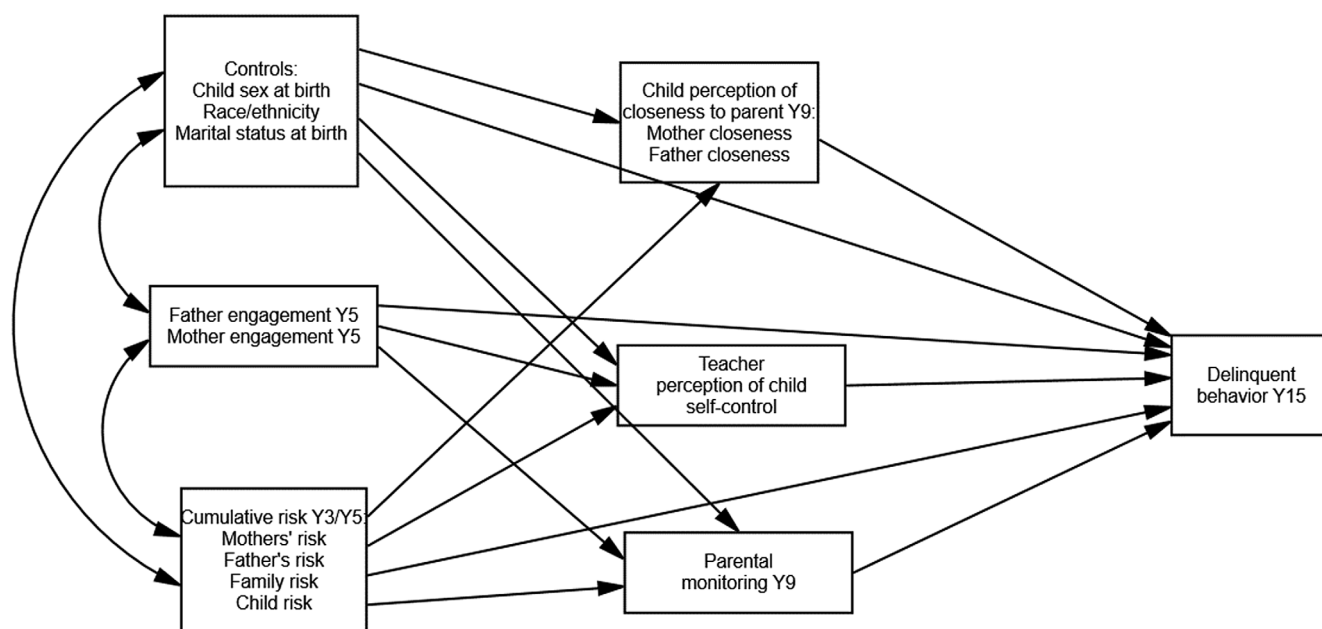 Controls:
Child sex at birth
Race/ethnicity
Marital status at birth
Child perception of
closeness to parent Y9:
Mother closeness
Father closeness
Father engagement Y5
Mother engagement Y5
Teacher
perception of child
self-control
Delinquent
behavior Y15
Cumulative risk Y3/Y5:
Mothers' risk
Father's risk
Family risk
Child risk
Parental
monitoring Y9